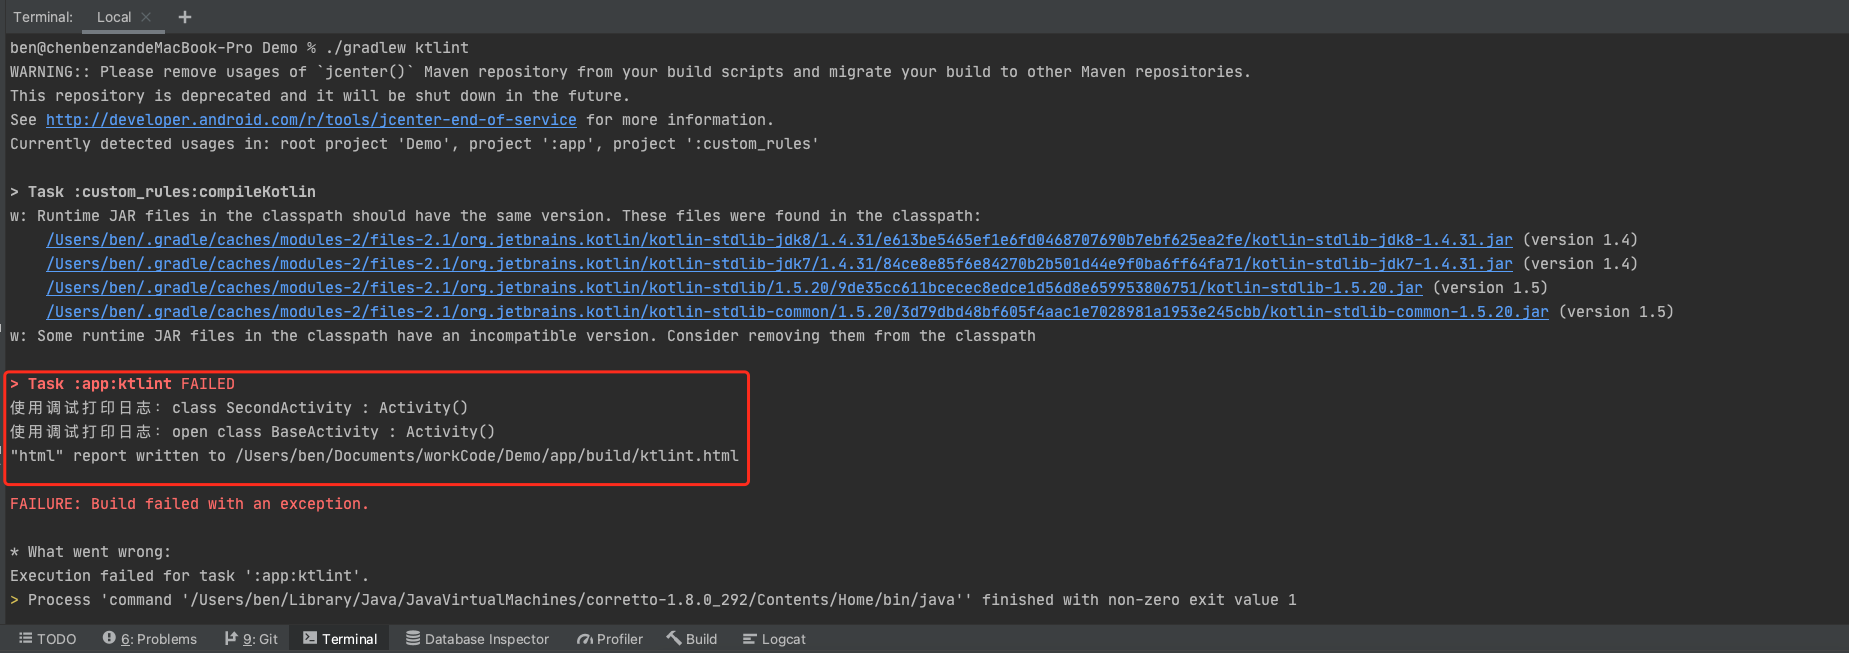 Terminal: Local × +
ben@chenbenzandeMacBook-Pro Demo % ./gradlew ktlint
WARNING:: Please remove usages of `jcenter()` Maven repository from your build scripts and migrate your build to other Maven repositories.
This repository is deprecated and it will be shut down in the future.
See http://developer.android.com/r/tools/jcenter-end-of-service for more information.
Currently detected usages in: root project 'Demo', project ':app', project ':custom_rules'
> Task :custom_rules:compileKotlin
w: Runtime JAR files in the classpath should have the same version. These files were found in the classpath:
/Users/ben/.gradle/caches/modules-2/files-2.1/org.jetbrains.kotlin/kotlin-stdlib-jdk8/1.4.31/e613be5465ef1e6fd0468707690b7ebf625ea2fe/kotlin-stdlib-jdk8-1.4.31.jar (version 1.4)
/Users/ben/.gradle/caches/modules-2/files-2.1/org.jetbrains.kotlin/kotlin-stdlib-jdk7/1.4.31/84ce8e85f6e84270b2b501d44e9f0ba6ff64fa71/kotlin-stdlib-jdk7-1.4.31.jar (version 1.4)
/Users/ben/.gradle/caches/modules-2/files-2.1/org.jetbrains.kotlin/kotlin-stdlib/1.5.20/9de35cc611bcecec8edce1d56d8e659953806751/kotlin-stdlib-1.5.20.jar (version 1.5)
/Users/ben/.gradle/caches/modules-2/files-2.1/org.jetbrains.kotlin/kotlin-stdlib-common/1.5.20/3d79dbd48bf605f4aac1e7028981a1953e245cbb/kotlin-stdlib-common-1.5.20.jar (version 1.5)
w: Some runtime JAR files in the classpath have an incompatible version. Consider removing them from the classpath
> Task :app:ktlint FAILED
使用调试打印日志: class SecondActivity : Activity()
使用调试打印日志: open class BaseActivity : Activity()
"html" report written to /Users/ben/Documents/workCode/Demo/app/build/ktlint.html
FAILURE: Build failed with an exception.
* What went wrong:
Execution failed for task ':app:ktlint'.
> Process 'command '/Users/ben/Library/Java/JavaVirtualMachines/corretto-1.8.0_292/Contents/Home/bin/java'' finished with non-zero exit value 1
TODO 6: Problems 9: Git Terminal Database Inspector Profiler Build Logcat